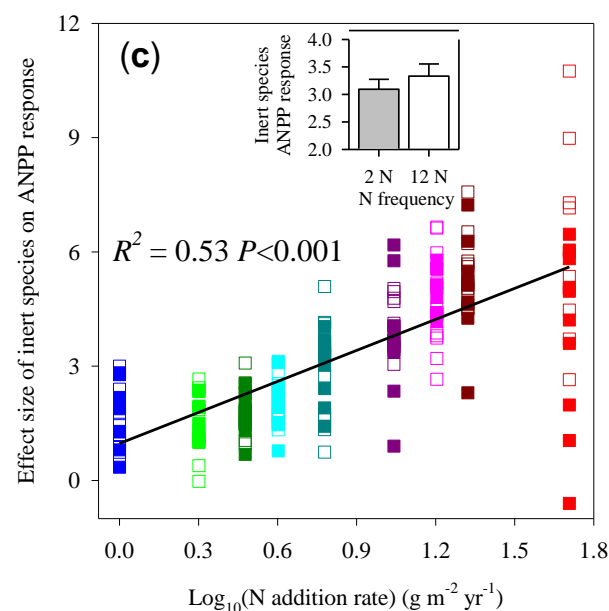 (c)
Effect size of inert species on ANPP response
12
9
6
3
0
R² = 0.53 P<0.001
Inert species
ANPP response
4.0
3.5
3.0
2.5
2.0
2 N 12 N
N frequency
0.0 0.3 0.6 0.9 1.2 1.5 1.8
Log₁₀(N addition rate) (g m⁻² yr⁻¹)